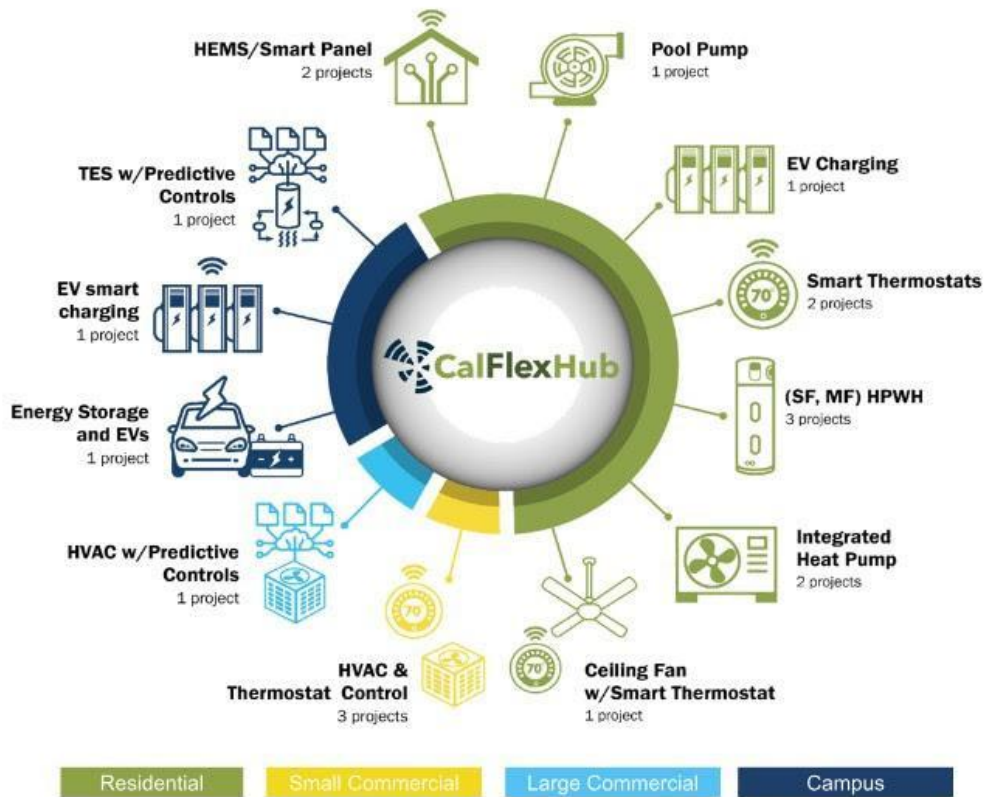 HEMS/Smart Panel
2 projects
Pool Pump
1 project
TES w/Predictive
Controls
1 project
EV Charging
1 project
EV smart
charging
1 project
Smart Thermostats
2 projects
70°
CalFlexHub
Energy Storage
and EVs
1 project
(SF, MF) HPWH
3 projects
HVAC w/Predictive
Controls
1 project
Integrated
Heat Pump
2 projects
70°
HVAC &
Thermostat Control
3 projects
70°
Ceiling Fan
w/Smart Thermostat
1 project
Residential
Small Commercial
Large Commercial
Campus